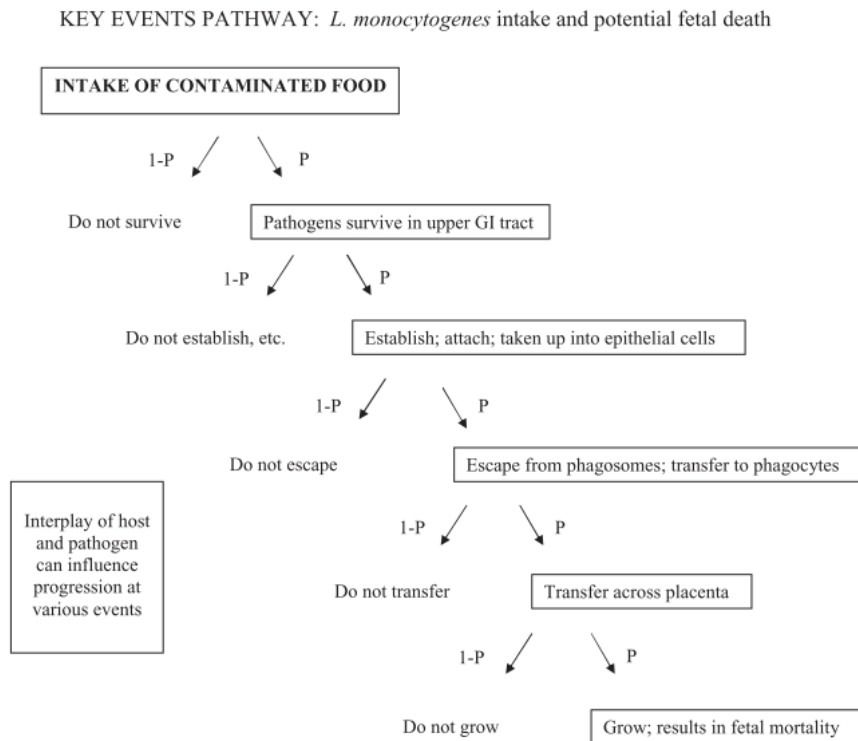 KEY EVENTS PATHWAY: L. monocytogenes intake and potential fetal death
INTAKE OF CONTAMINATED FOOD
1-P P
Do not survive Pathogens survive in upper GI tract
1-P P
Do not establish, etc. Establish; attach; taken up into epithelial cells
1-P P
Do not escape Escape from phagosomes; transfer to phagocytes
Interplay of host
and pathogen
can influence
progression at
various events
1-P P
Do not transfer Transfer across placenta
1-P P
Do not grow Grow; results in fetal mortality